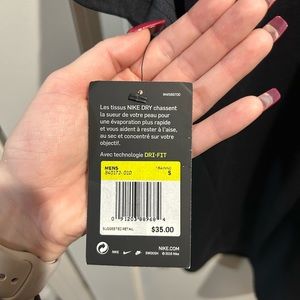 Les tissus NIKE DRY chassent
la sueur de votre peau pour
une évaporation plus rapide
et vous aident à rester à l'aise,
au sec et concentré sur votre
objectif.
Avec technologie DRI-FIT
MENS
S
SUGGESTED RETAIL
$35.00
NIKE.COM
NIKE
SWOOSH